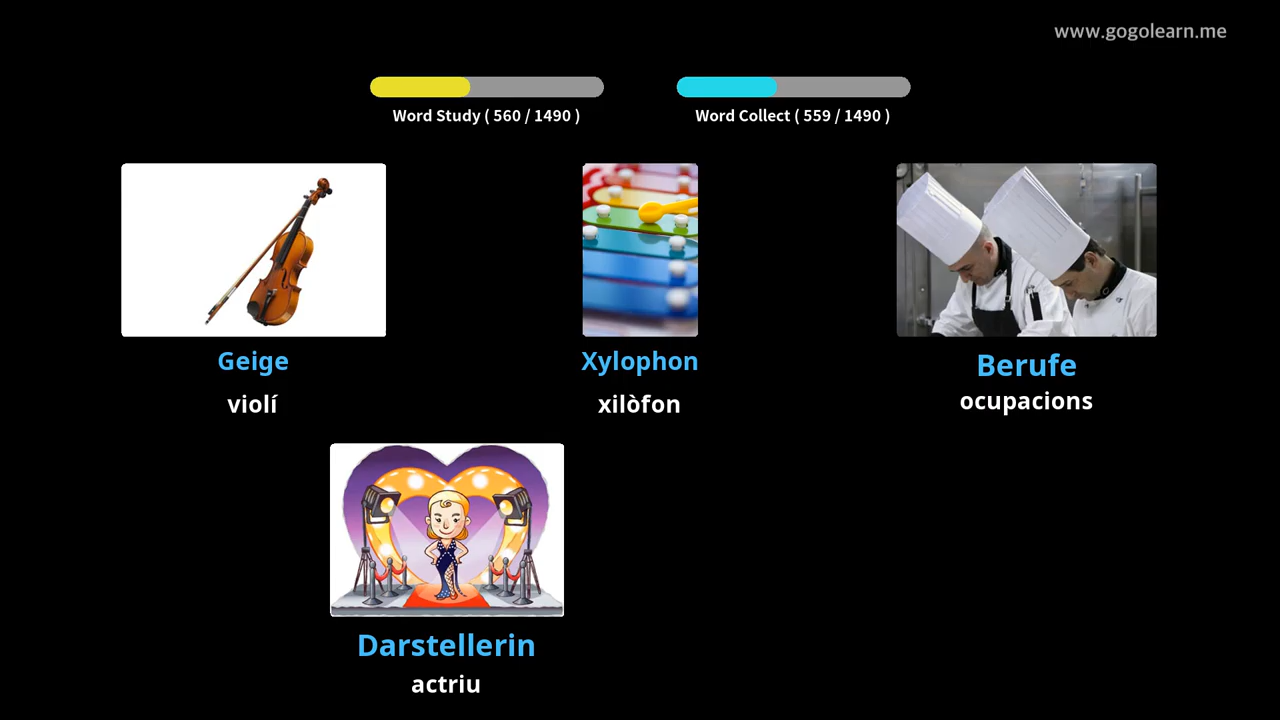 www.gogolearn.me
Word Study ( 560 / 1490 )
Word Collect ( 559 / 1490 )
Geige
Xylophon
Berufe
violí
xilòfon
ocupacions
Darstellerin
actriu